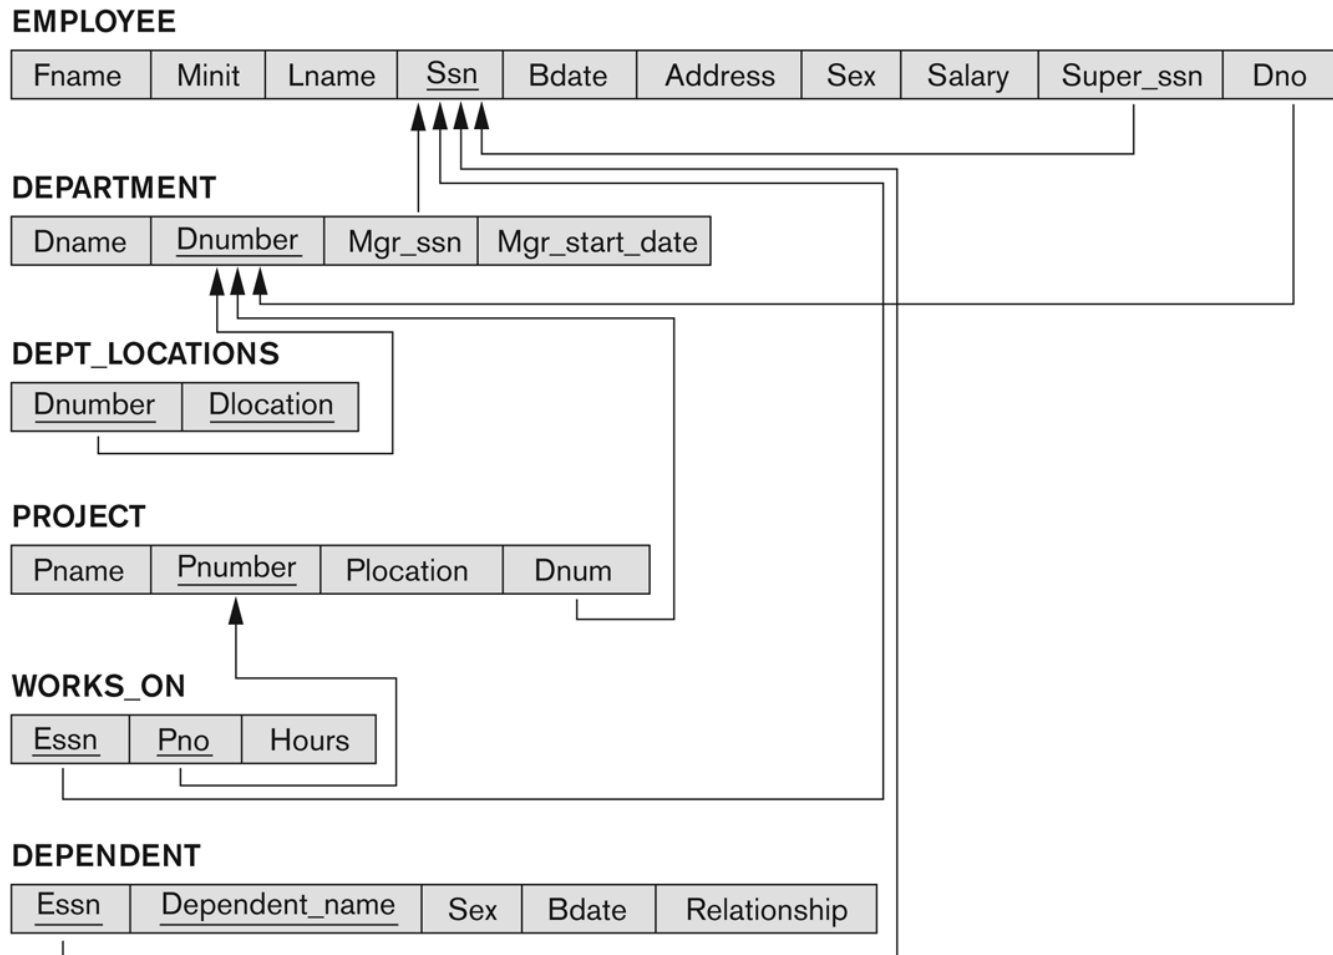 EMPLOYEE
Fname Minit Lname Ssn Bdate Address Sex Salary Super_ssn Dno
DEPARTMENT
Dname Dnumber Mgr_ssn Mgr_start_date
DEPT_LOCATIONS
Dnumber Dlocation
PROJECT
Pname Pnumber Plocation Dnum
WORKS_ON
Essn Pno Hours
DEPENDENT
Essn Dependent_name Sex Bdate Relationship